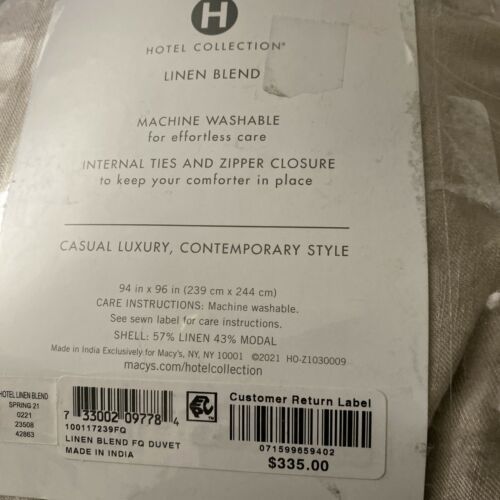 H
HOTEL COLLECTION®
LINEN BLEND
MACHINE WASHABLE
for effortless care
INTERNAL TIES AND ZIPPER CLOSURE
to keep your comforter in place
CASUAL LUXURY, CONTEMPORARY STYLE
94 in x 96 in (239 cm x 244 cm)
CARE INSTRUCTIONS: Machine washable.
See sewn label for care instructions.
SHELL: 57% LINEN 43% MODAL
Made in India Exclusively for Macy's, NY, NY 10001 ©2021 HO-Z1030009
macys.com/hotelcollection
HOTEL LINEN BLEND
SPRING 21
0221
23508
42863
7 33002 09778 4
100117239FQ
LINEN BLEND FQ DUVET
MADE IN INDIA
Customer Return Label
071599659402
$335.00